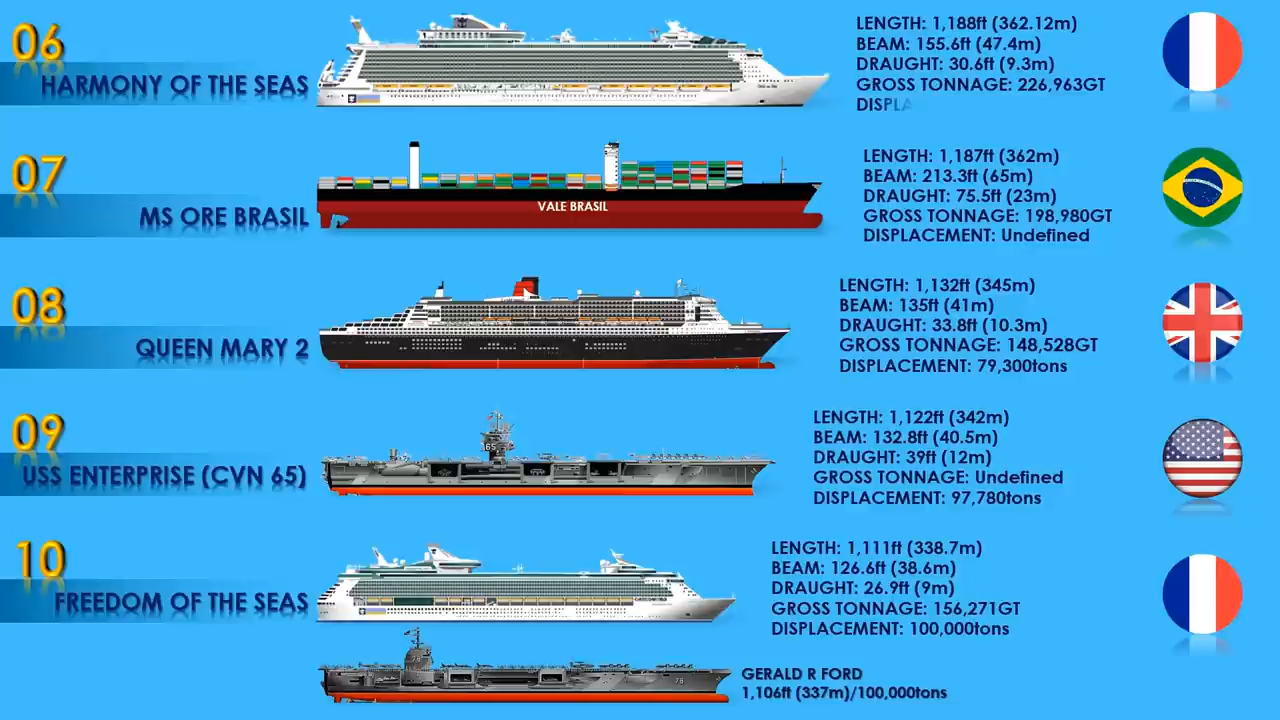 06
HARMONY OF THE SEAS
LENGTH: 1,188ft (362.12m)
BEAM: 155.6ft (47.4m)
DRAUGHT: 30.6ft (9.3m)
GROSS TONNAGE: 226,963GT
DISPLA
07
MS ORE BRASIL
VALE BRASIL
LENGTH: 1,187ft (362m)
BEAM: 213.3ft (65m)
DRAUGHT: 75.5ft (23m)
GROSS TONNAGE: 198,980GT
DISPLACEMENT: Undefined
08
QUEEN MARY 2
LENGTH: 1,132ft (345m)
BEAM: 135ft (41m)
DRAUGHT: 33.8ft (10.3m)
GROSS TONNAGE: 148,528GT
DISPLACEMENT: 79,300tons
09
USS ENTERPRISE (CVN 65)
65
LENGTH: 1,122ft (342m)
BEAM: 132.8ft (40.5m)
DRAUGHT: 39ft (12m)
GROSS TONNAGE: Undefined
DISPLACEMENT: 97,780tons
10
FREEDOM OF THE SEAS
LENGTH: 1,111ft (338.7m)
BEAM: 126.6ft (38.6m)
DRAUGHT: 26.9ft (9m)
GROSS TONNAGE: 156,271GT
DISPLACEMENT: 100,000tons
78
78
GERALD R FORD
1,106ft (337m)/100,000tons